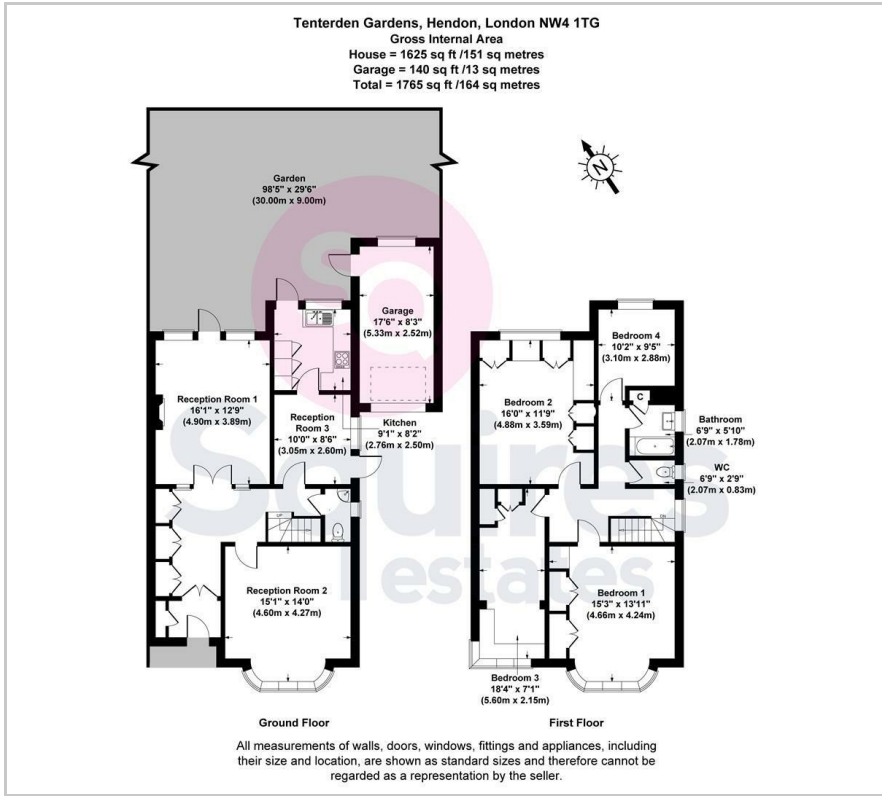 Tenterden Gardens, Hendon, London NW4 1TG
Gross Internal Area
House = 1625 sq ft /151 sq metres
Garage = 140 sq ft /13 sq metres
Total = 1765 sq ft /164 sq metres
Garden
98'5" x 29'6"
(30.00m x 9.00m)
N
SQ
Garage
17'6" x 8'3"
(5.33m x 2.52m)
Reception Room 1
16'1" x 12'9"
(4.90m x 3.89m)
Reception
Room 3
10'0" x 8'6"
(3.05m x 2.60m)
Kitchen
9'1" x 8'2"
(2.76m x 2.50m)
UP
Reception Room 2
15'1" x 14'0"
(4.60m x 4.27m)
Ground Floor
Bedroom 4
10'2" x 9'5"
(3.10m x 2.88m)
Bedroom 2
16'0" x 11'9"
(4.88m x 3.59m)
C
Bathroom
6'9" x 5'10"
(2.07m x 1.78m)
WC
6'9" x 2'9"
(2.07m x 0.83m)
DN
Bedroom 1
15'3" x 13'11"
(4.66m x 4.24m)
Bedroom 3
18'4" x 7'1"
(5.60m x 2.15m)
First Floor
Squires
estates
All measurements of walls, doors, windows, fittings and appliances, including
their size and location, are shown as standard sizes and therefore cannot be
regarded as a representation by the seller.